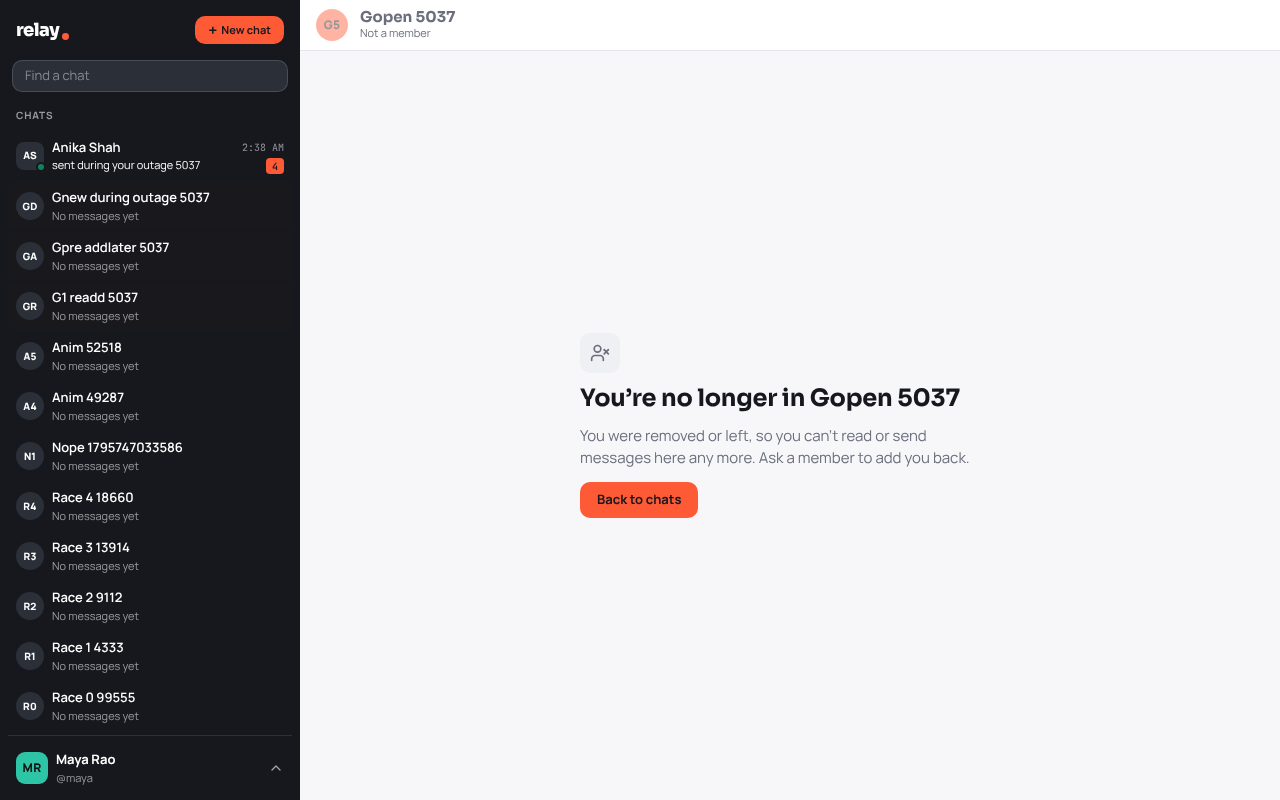 relay.
+ New chat
Find a chat
CHATS
AS
Anika Shah
2:38 AM
sent during your outage 5037
4
GD
Gnew during outage 5037
No messages yet
GA
Gpre addlater 5037
No messages yet
GR
G1 readd 5037
No messages yet
A5
Anim 52518
No messages yet
A4
Anim 49287
No messages yet
N1
Nope 1795747033586
No messages yet
R4
Race 4 18660
No messages yet
R3
Race 3 13914
No messages yet
R2
Race 2 9112
No messages yet
R1
Race 1 4333
No messages yet
R0
Race 0 99555
No messages yet
MR
Maya Rao
@maya
G5
Gopen 5037
Not a member
You’re no longer in Gopen 5037
You were removed or left, so you can’t read or send
messages here any more. Ask a member to add you back.
Back to chats